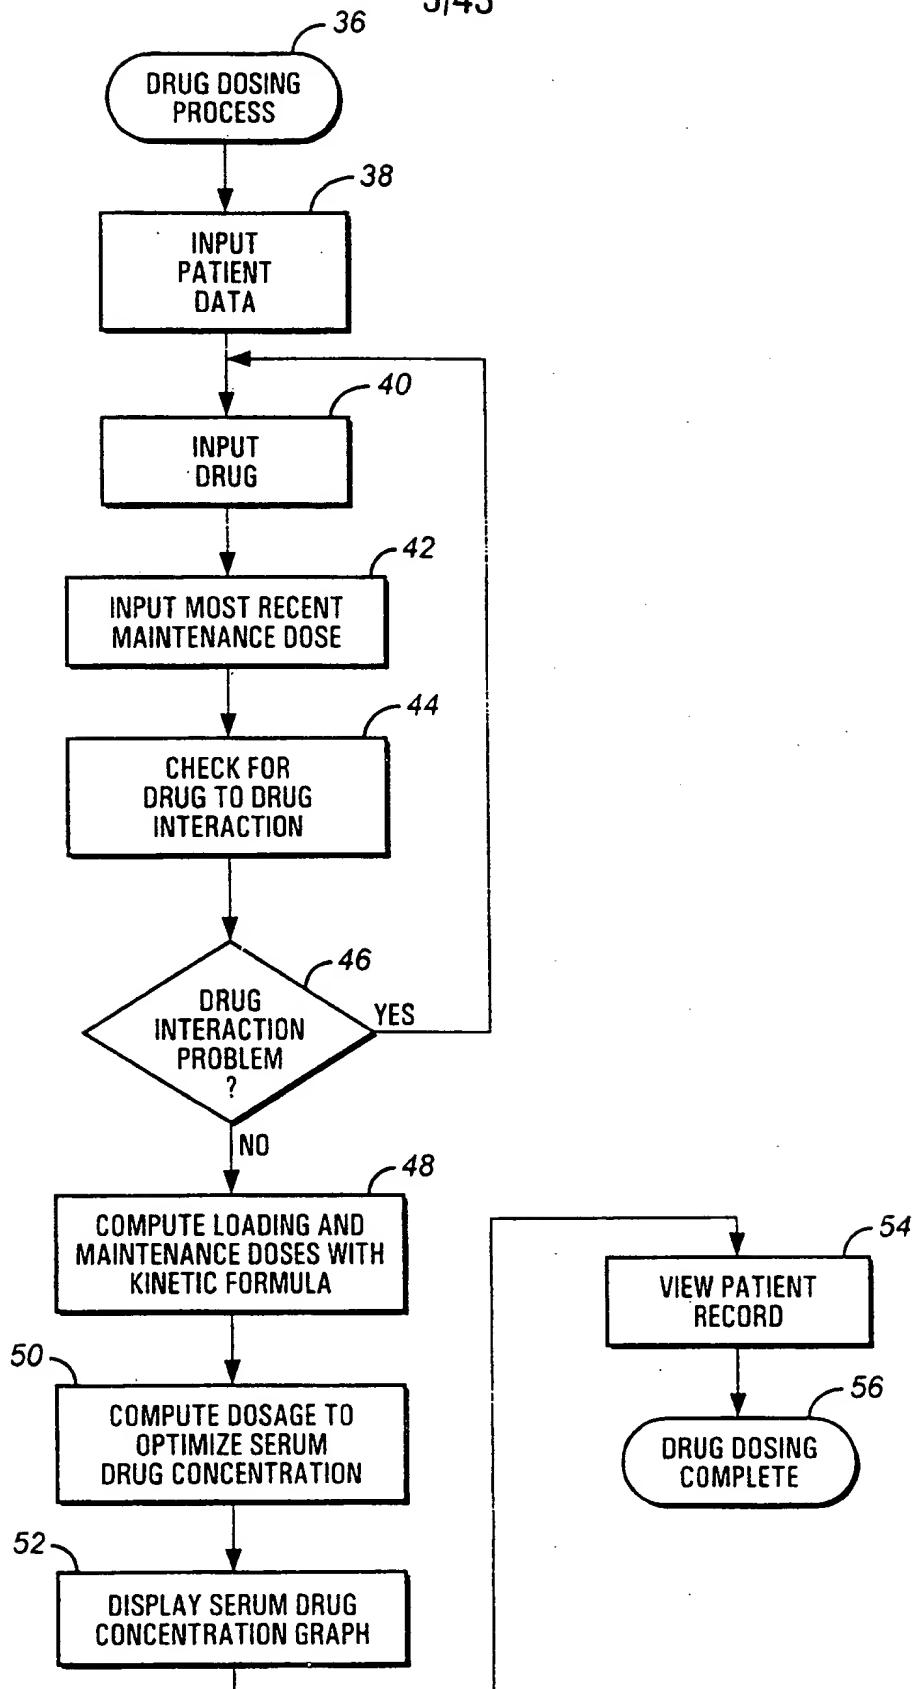 36
DRUG DOSING
PROCESS
38
INPUT
PATIENT
DATA
40
INPUT
DRUG
42
INPUT MOST RECENT
MAINTENANCE DOSE
44
CHECK FOR
DRUG TO DRUG
INTERACTION
46
DRUG
INTERACTION
PROBLEM
?
YES
NO
48
COMPUTE LOADING AND
MAINTENANCE DOSES WITH
KINETIC FORMULA
50
COMPUTE DOSAGE TO
OPTIMIZE SERUM
DRUG CONCENTRATION
52
DISPLAY SERUM DRUG
CONCENTRATION GRAPH
54
VIEW PATIENT
RECORD
56
DRUG DOSING
COMPLETE